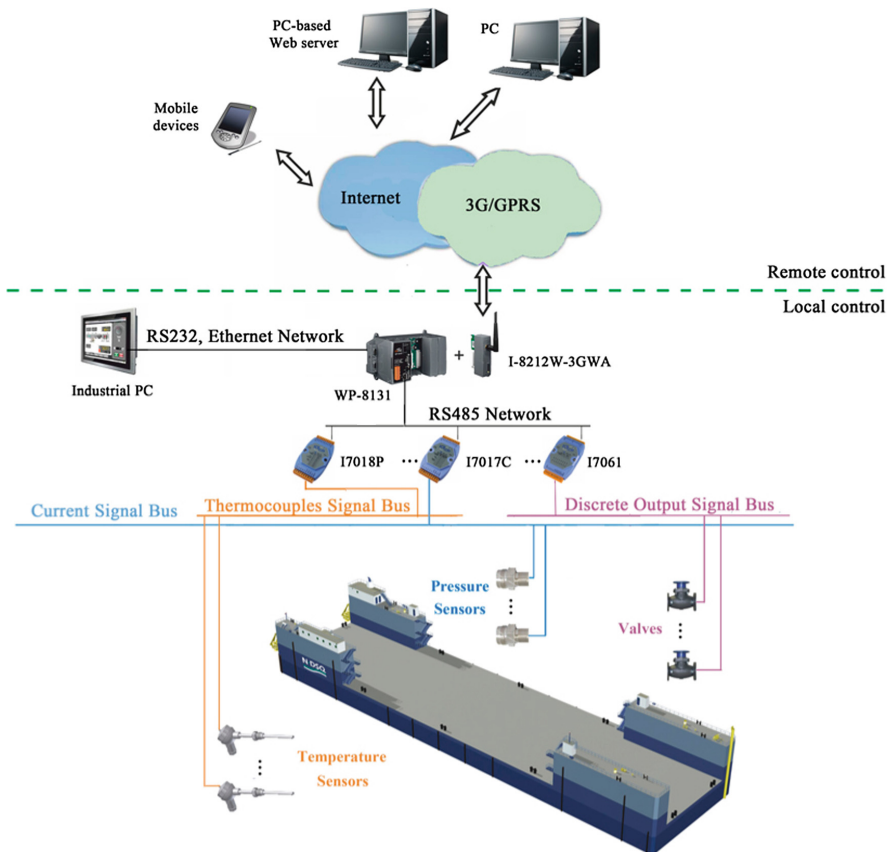 PC-based
Web server
PC
Mobile
devices
Internet
3G/GPRS
Remote control
Local control
RS232, Ethernet Network
Industrial PC
WP-8131
+
I-8212W-3GWA
RS485 Network
I7018P
I7017C
I7061
Current Signal Bus
Thermocouples Signal Bus
Discrete Output Signal Bus
Pressure
Sensors
Valves
Temperature
Sensors